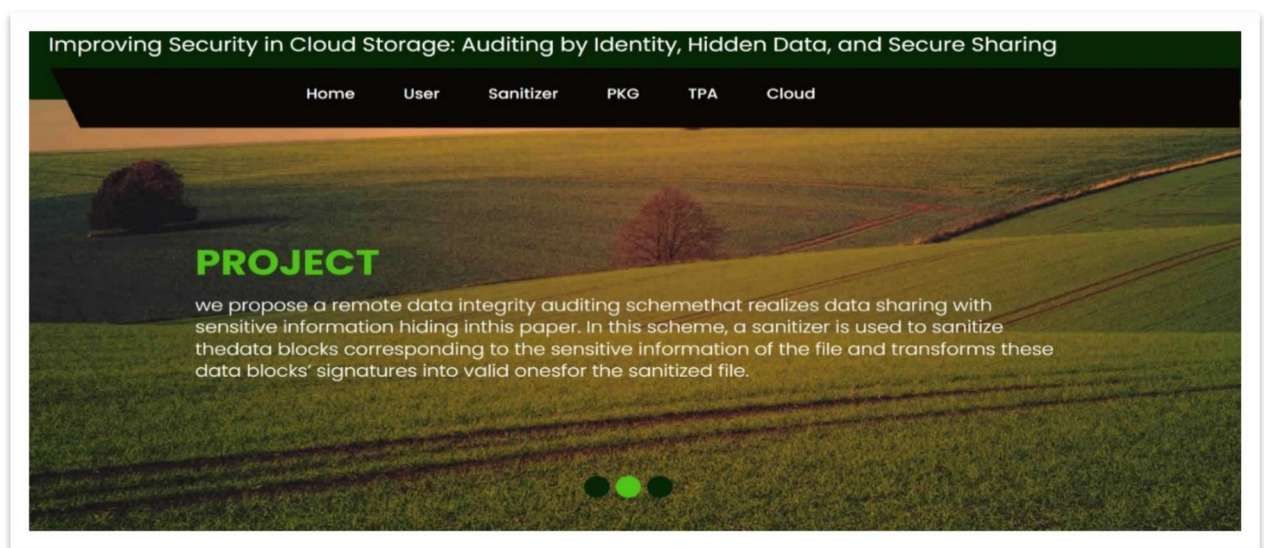 Improving Security in Cloud Storage: Auditing by Identity, Hidden Data, and Secure Sharing
Home User Sanitizer PKG TPA Cloud
PROJECT
we propose a remote data integrity auditing schemethat realizes data sharing with
sensitive information hiding inthis paper. In this scheme, a sanitizer is used to sanitize
thedata blocks corresponding to the sensitive information of the file and transforms these
data blocks’ signatures into valid onesfor the sanitized file.